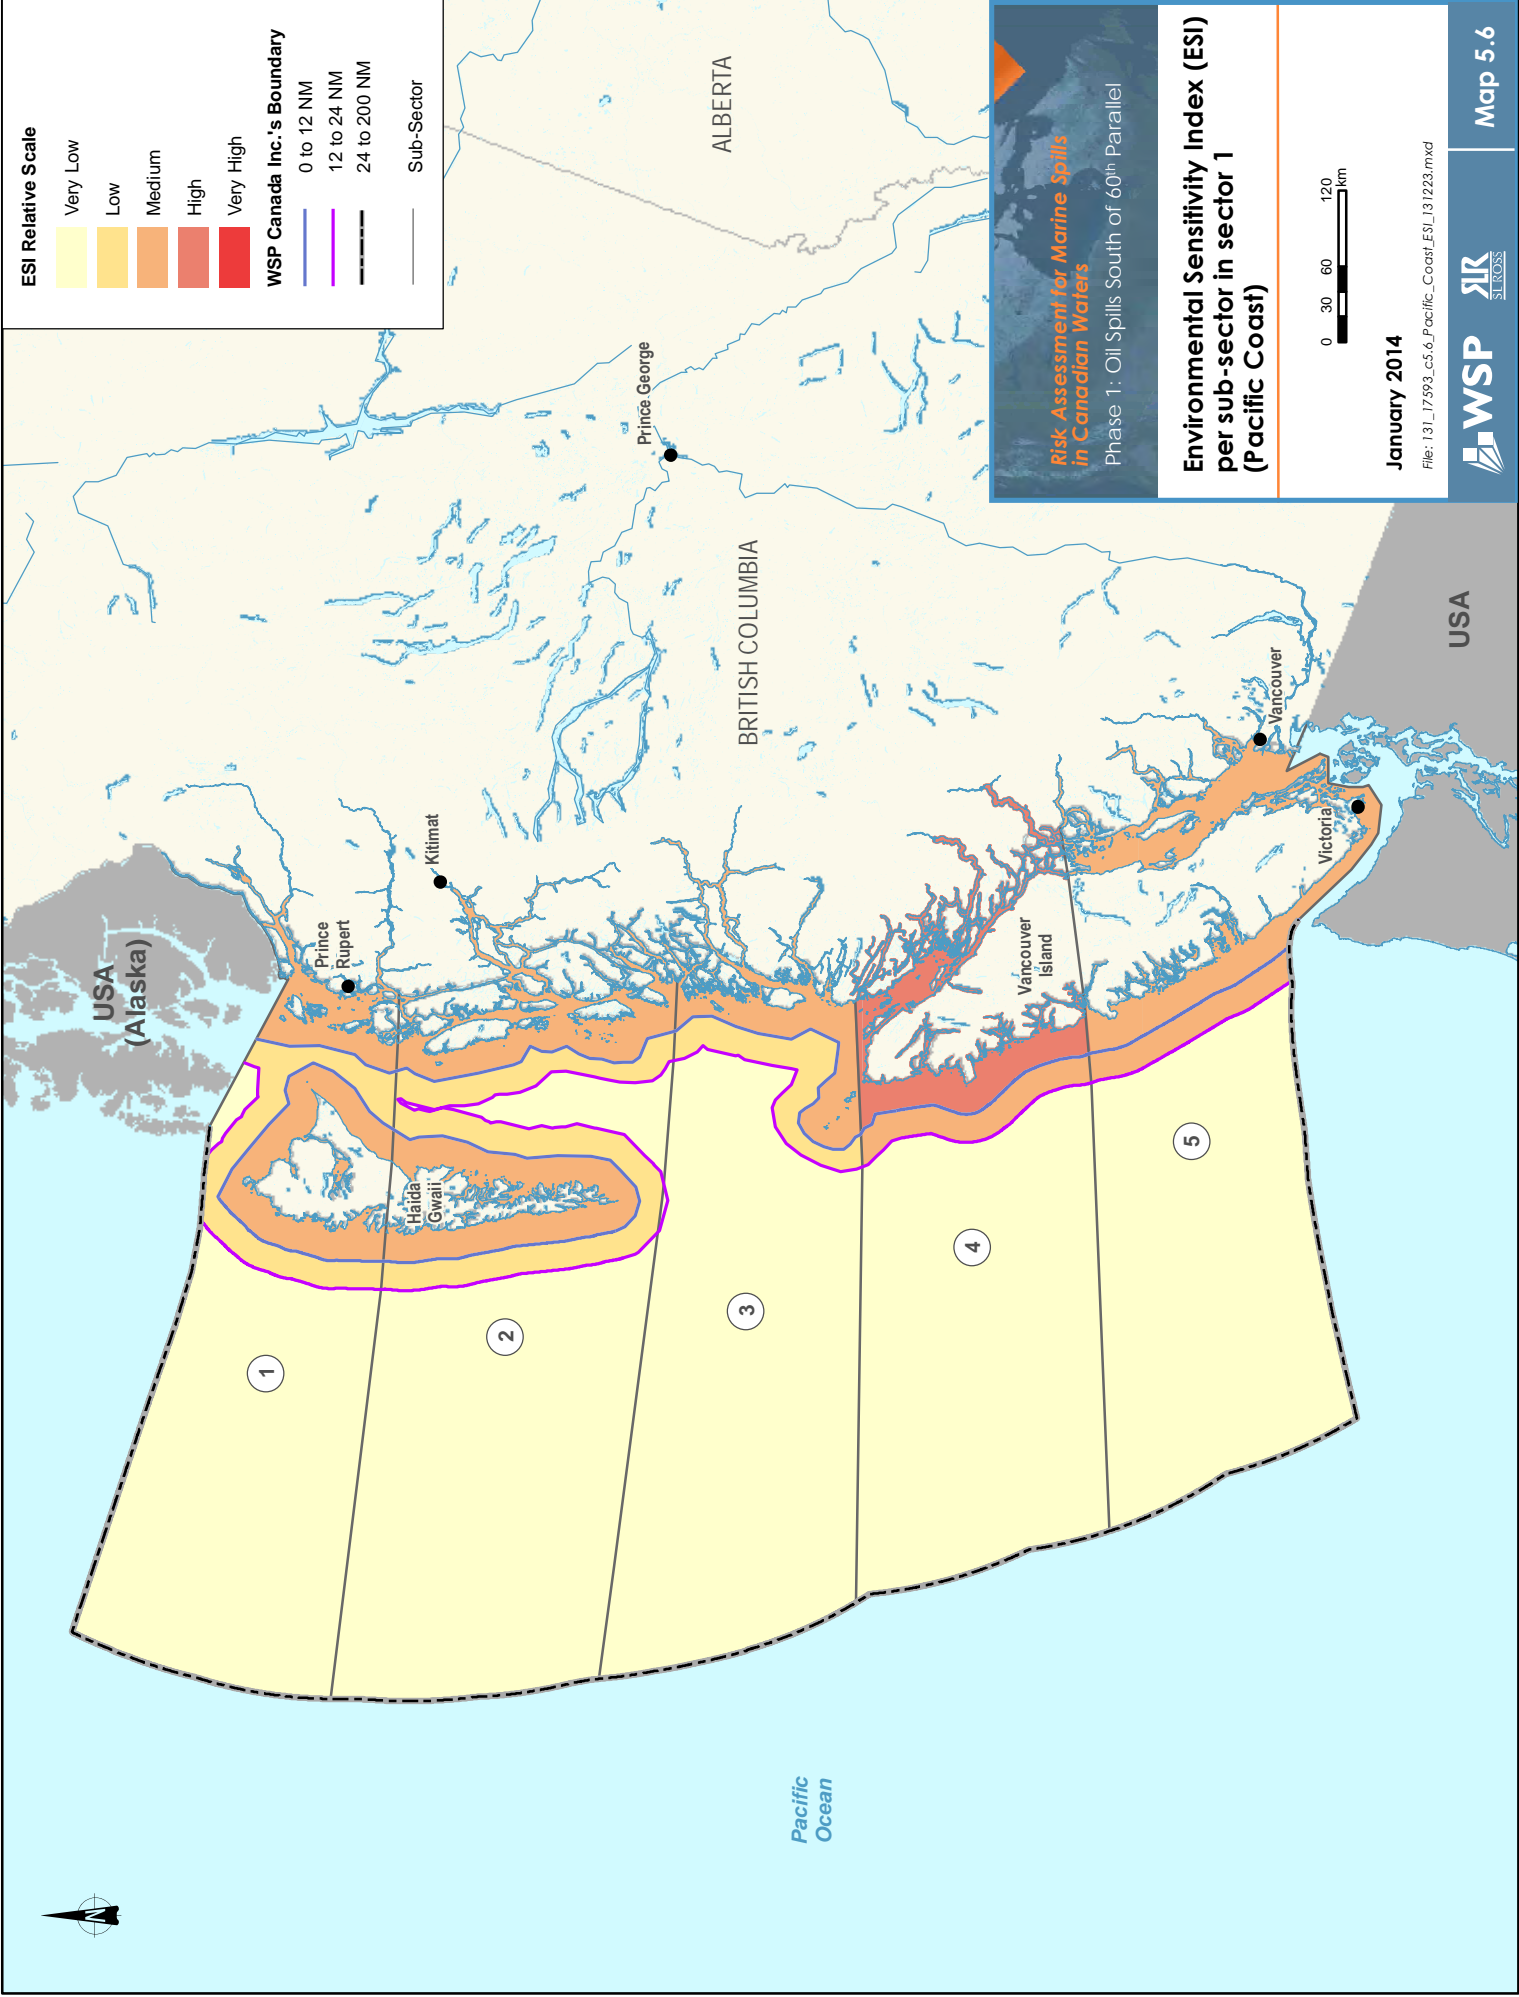 ESI Relative Scale
Very Low
Low
Medium
High
Very High
WSP Canada Inc.'s Boundary
0 to 12 NM
12 to 24 NM
24 to 200 NM
Sub-Sector
USA
(Alaska)
ALBERTA
BRITISH COLUMBIA
Prince George
Kitimat
Prince
Rupert
Haida
Gwaii
Vancouver
Island
Vancouver
Victoria
USA
Pacific
Ocean
1
2
3
4
5
N
Risk Assessment for Marine Spills
in Canadian Waters
Phase 1: Oil Spills South of 60th Parallel
Environmental Sensitivity Index (ESI)
per sub-sector in sector 1
(Pacific Coast)
0 30 60 120
km
January 2014
File: 131_17593_c5.6_Pacific_Coast_ESI_131223.mxd
WSP
SLR
SL ROSS
Map 5.6